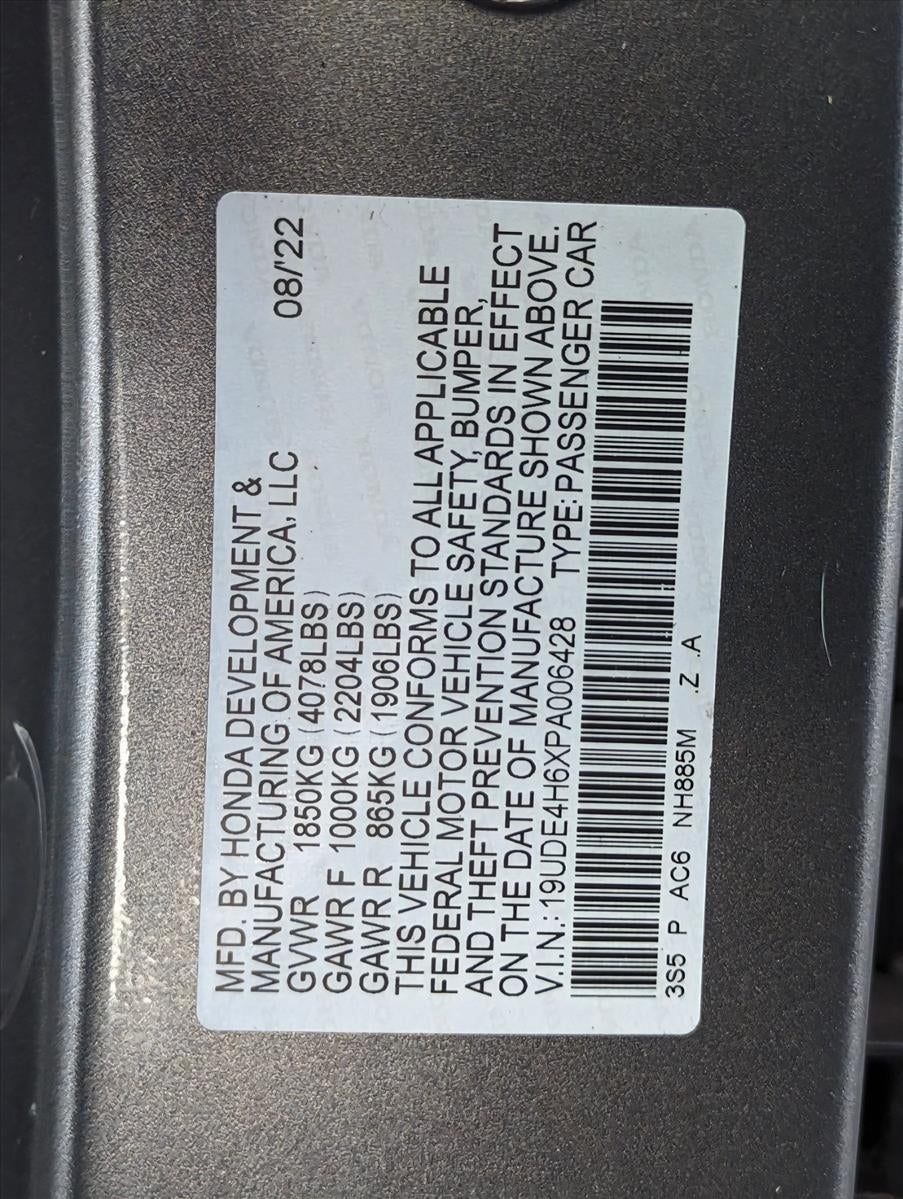 MFD. BY HONDA DEVELOPMENT &
MANUFACTURING OF AMERICA, LLC 08/'22
GVWR 1850KG (4078LBS)
GAWR F 1000KG (2204LBS)
GAWR R 865KG (1906LBS)
THIS VEHICLE CONFORMS TO ALL APPLICABLE
FEDERAL MOTOR VEHICLE SAFETY, BUMPER,
AND THEFT PREVENTION STANDARDS IN EFFECT
ON THE DATE OF MANUFACTURE SHOWN ABOVE.
V.I.N.: 19UDE4H6XPA006428 TYPE: PASSENGER CAR
3S5 P AC6 NH885M .Z .A